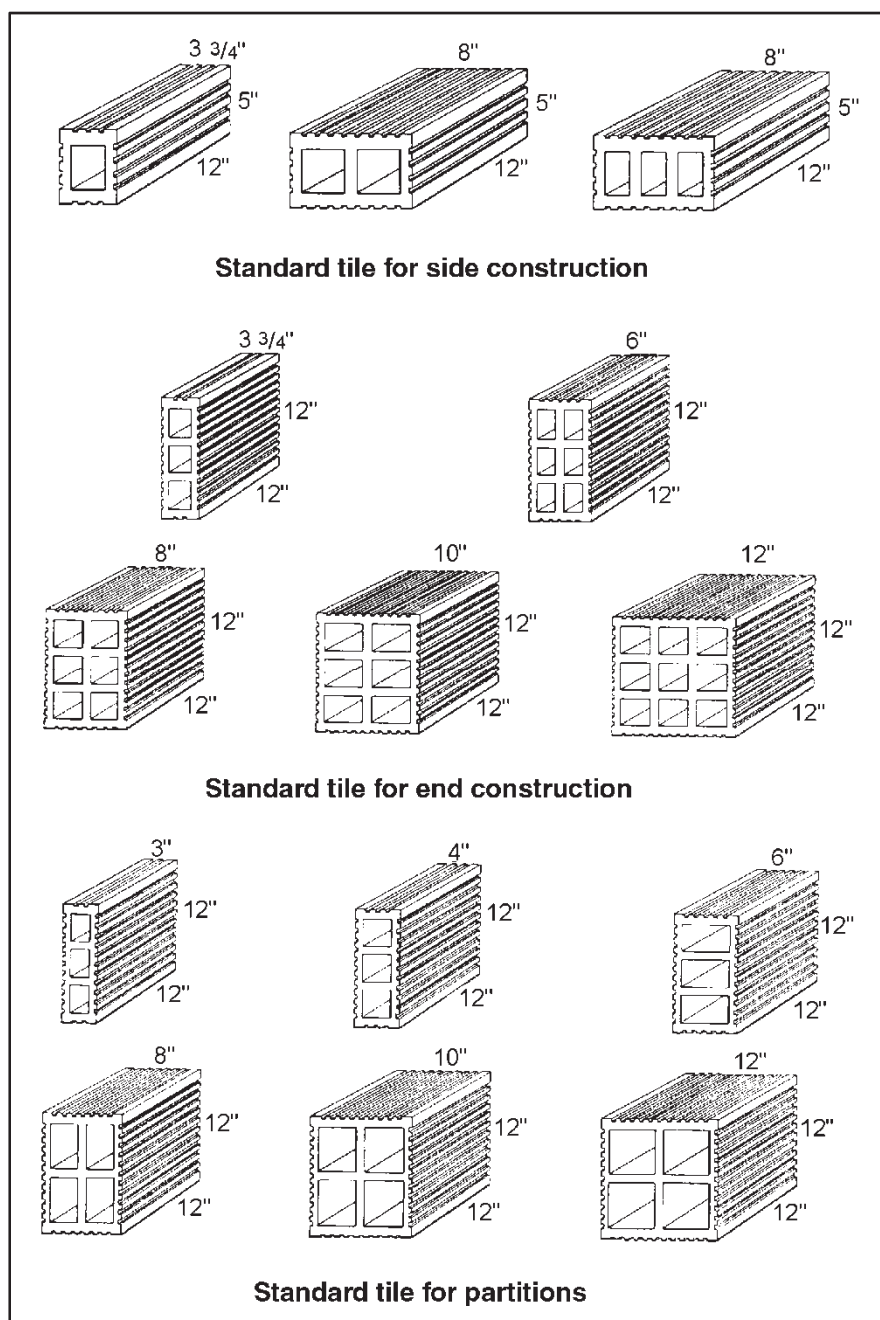 3 3/4" 8" 8"
5" 5" 5"
12" 12" 12"
Standard tile for side construction
3 3/4" 6"
12" 12"
12" 12"
8" 10" 12"
12" 12" 12"
12" 12" 12"
Standard tile for end construction
3" 4" 6"
12" 12" 12"
12" 12" 12"
8" 10" 12"
12" 12" 12"
12" 12" 12"
Standard tile for partitions